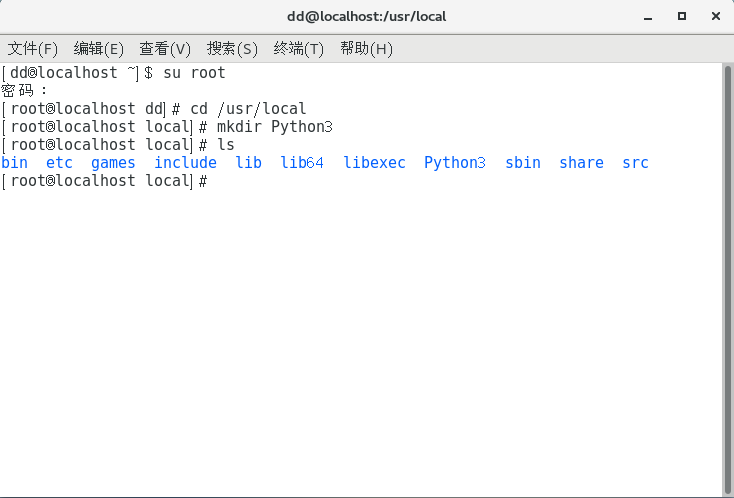 dd@localhost:/usr/local
文件(F) 编辑(E) 查看(V) 搜索(S) 终端(T) 帮助(H)
[dd@localhost ~]$ su root
密码：
[root@localhost dd]# cd /usr/local
[root@localhost local]# mkdir Python3
[root@localhost local]# ls
bin etc games include lib lib64 libexec Python3 sbin share src
[root@localhost local]#